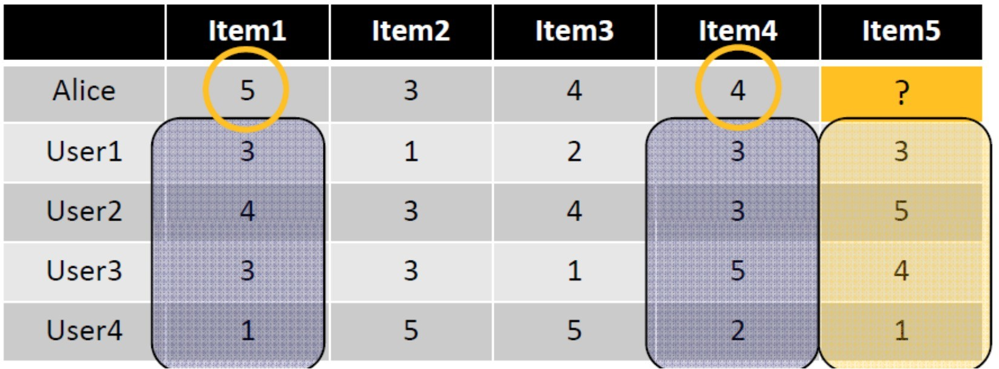 Item1 Item2 Item3 Item4 Item5
Alice 5 3 4 4 ?
User1 3 1 2 3 3
User2 4 3 4 3 5
User3 3 3 1 5 4
User4 1 5 5 2 1